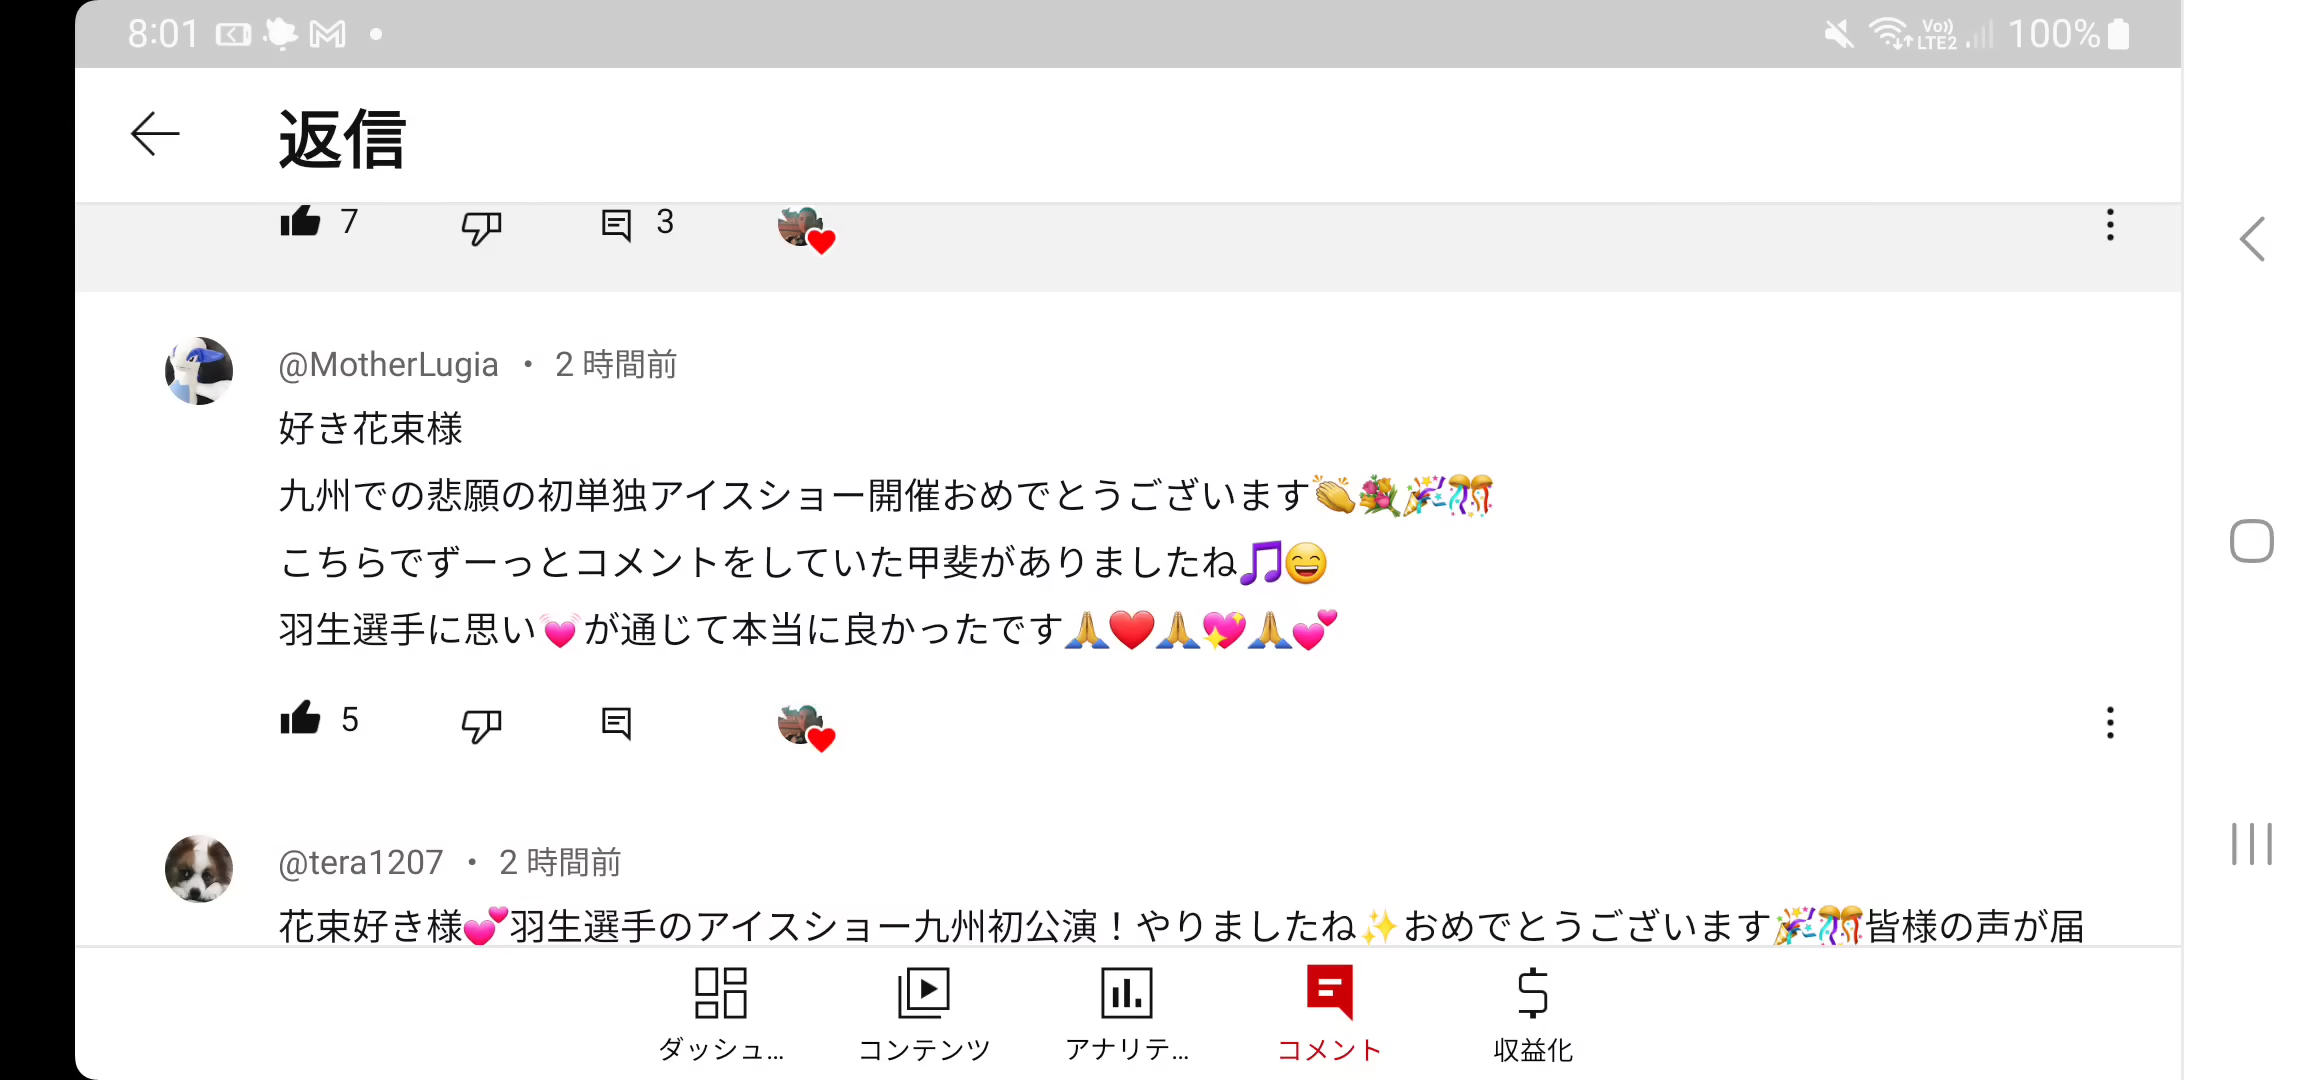 8:01
Vo)) LTE2 100%
返信
7 3
@MotherLugia • 2 時間前
好き花束様
九州での悲願の初単独アイスショー開催おめでとうございます👏💐🎉🎊
こちらでずーっとコメントをしていた甲斐がありましたね🎵😄
羽生選手に思い💓が通じて本当に良かったです🙏❤️🙏💖🙏💕
5
@tera1207 • 2 時間前
花束好き様💕羽生選手のアイスショー九州初公演！やりましたね✨おめでとうございます🎉🎊皆様の声が届
ダッシュ... コンテンツ アナリテ... コメント 収益化